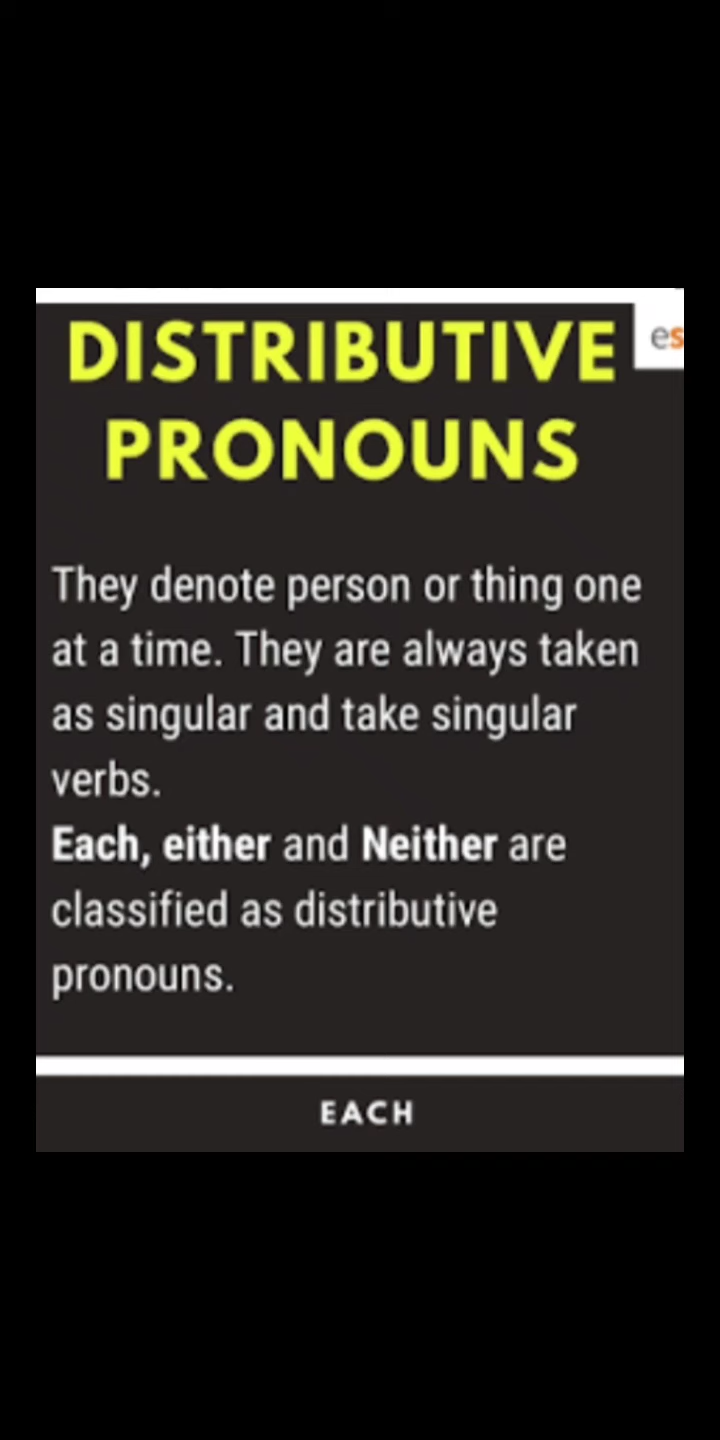 DISTRIBUTIVE
es
PRONOUNS
They denote person or thing one
at a time. They are always taken
as singular and take singular
verbs.
Each, either and Neither are
classified as distributive
pronouns.
EACH